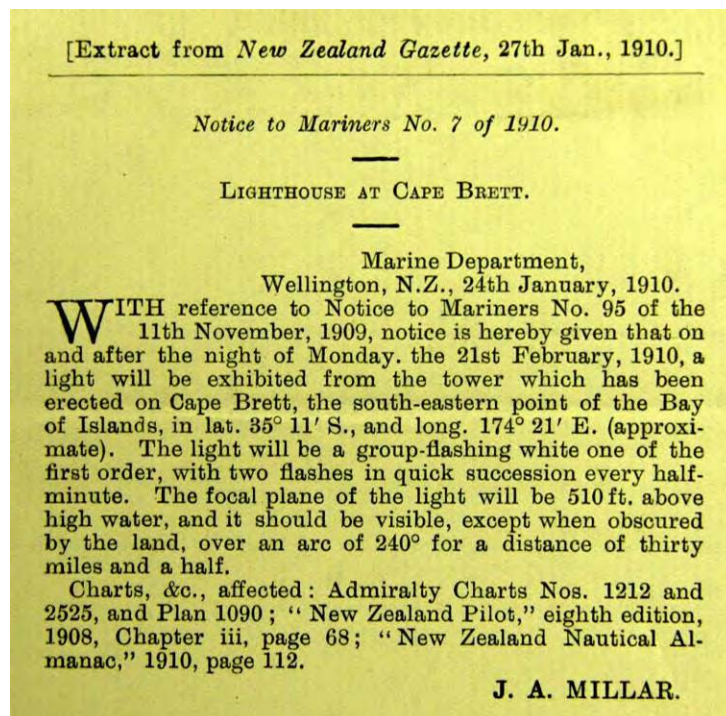 [Extract from New Zealand Gazette, 27th Jan., 1910.]
Notice to Mariners No. 7 of 1910.
LIGHTHOUSE AT CAPE BRETT.
Marine Department,
Wellington, N.Z., 24th January, 1910.
WITH reference to Notice to Mariners No. 95 of the
11th November, 1909, notice is hereby given that on
and after the night of Monday. the 21st February, 1910, a
light will be exhibited from the tower which has been
erected on Cape Brett, the south-eastern point of the Bay
of Islands, in lat. 35° 11′ S., and long. 174° 21′ E. (approxi-
mate). The light will be a group-flashing white one of the
first order, with two flashes in quick succession every half-
minute. The focal plane of the light will be 510 ft. above
high water, and it should be visible, except when obscured
by the land, over an arc of 240° for a distance of thirty
miles and a half.
Charts, &c., affected: Admiralty Charts Nos. 1212 and
2525, and Plan 1090; “New Zealand Pilot,” eighth edition,
1908, Chapter iii, page 68; “New Zealand Nautical Al-
manac,” 1910, page 112.
J. A. MILLAR.